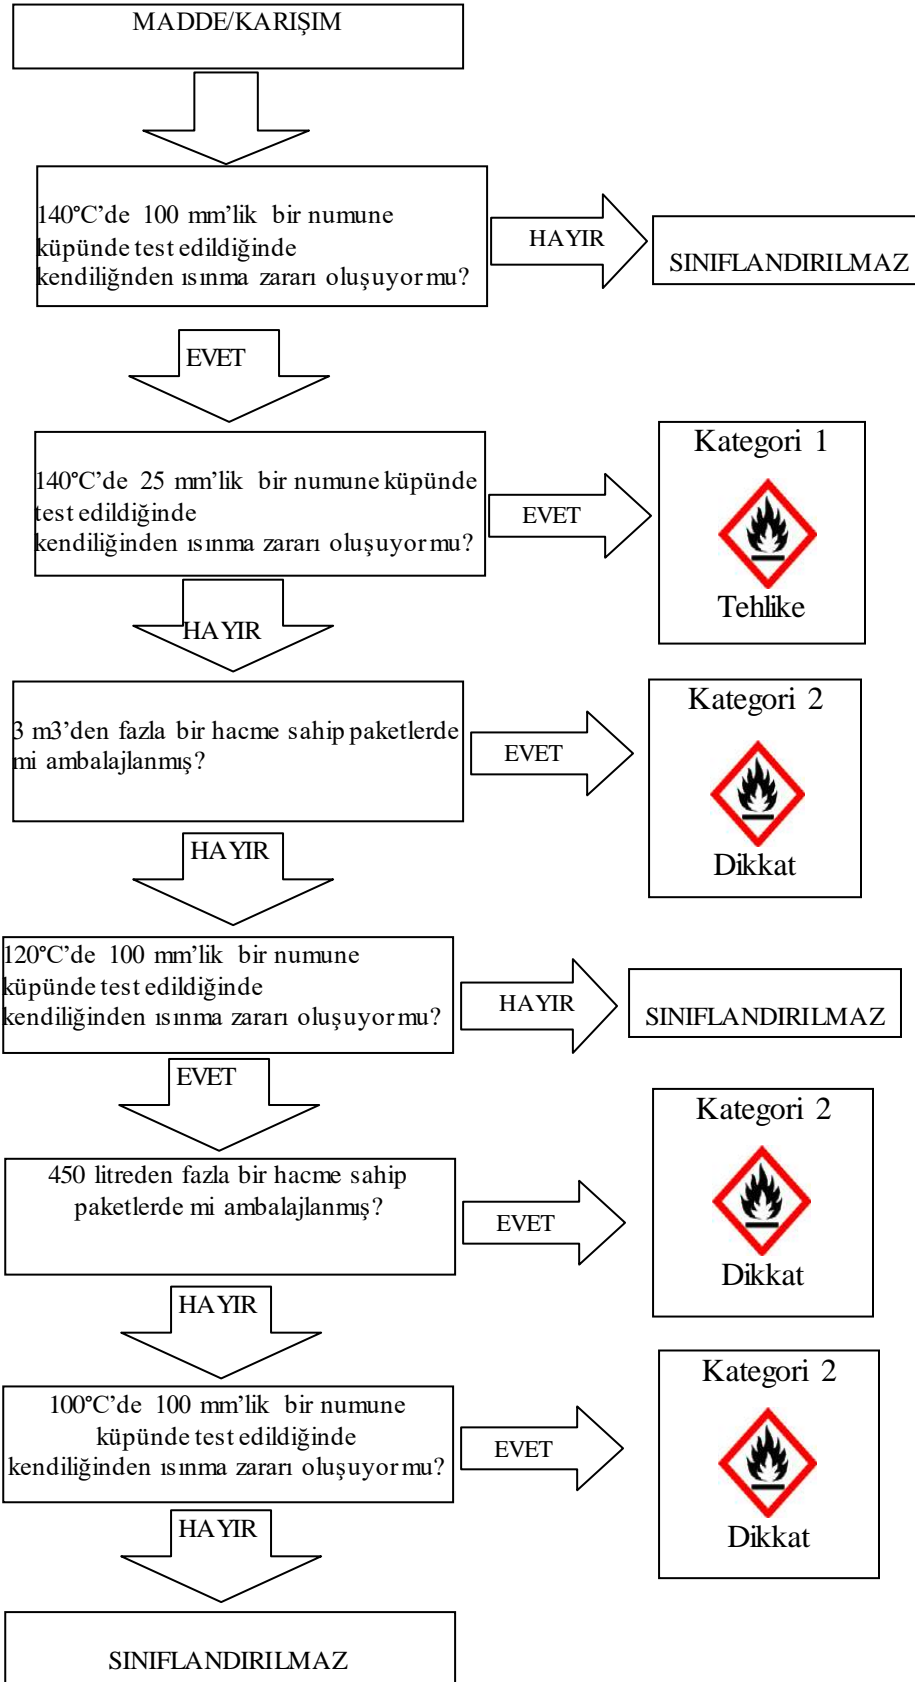 MADDE/KARIŞIM
140°C’de 100 mm’lik bir numune
küpünde test edildiğinde
kendiliğnden ısınma zararı oluşuyor mu?
HAYIR
SINIFLANDIRILMAZ
EVET
140°C’de 25 mm’lik bir numune küpünde
test edildiğinde
kendiliğinden ısınma zararı oluşuyor mu?
EVET
Kategori 1
Tehlike
HAYIR
3 m3’den fazla bir hacme sahip paketlerde
mi ambalajlanmış?
EVET
Kategori 2
Dikkat
HAYIR
120°C’de 100 mm’lik bir numune
küpünde test edildiğinde
kendiliğinden ısınma zararı oluşuyor mu?
HAYIR
SINIFLANDIRILMAZ
EVET
450 litreden fazla bir hacme sahip
paketlerde mi ambalajlanmış?
EVET
Kategori 2
Dikkat
HAYIR
100°C’de 100 mm’lik bir numune
küpünde test edildiğinde
kendiliğinden ısınma zararı oluşuyor mu?
EVET
Kategori 2
Dikkat
HAYIR
SINIFLANDIRILMAZ